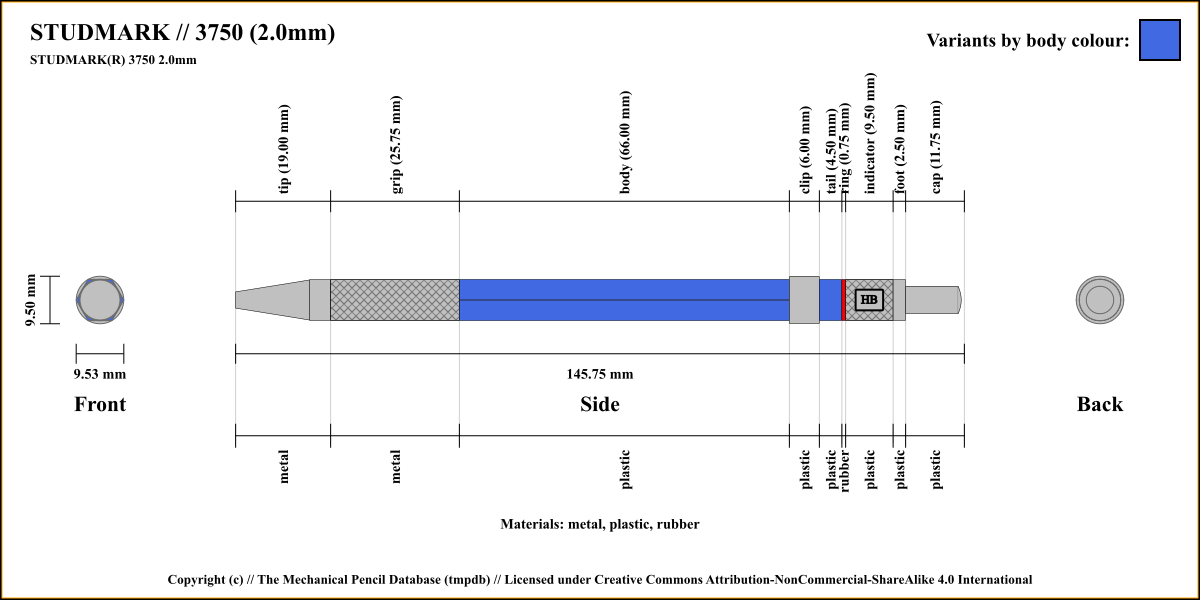 STUDMARK // 3750 (2.0mm)
STUDMARK(R) 3750 2.0mm
Variants by body colour:
tip (19.00 mm)
grip (25.75 mm)
body (66.00 mm)
clip (6.00 mm)
tail (4.50 mm)
ring (0.75 mm)
indicator (9.50 mm)
foot (2.50 mm)
cap (11.75 mm)
9.50 mm
HB
9.53 mm
145.75 mm
Front
Side
Back
metal
metal
plastic
plastic
plastic
rubber
plastic
plastic
plastic
Materials: metal, plastic, rubber
Copyright (c) // The Mechanical Pencil Database (tmpdb) // Licensed under Creative Commons Attribution-NonCommercial-ShareAlike 4.0 International